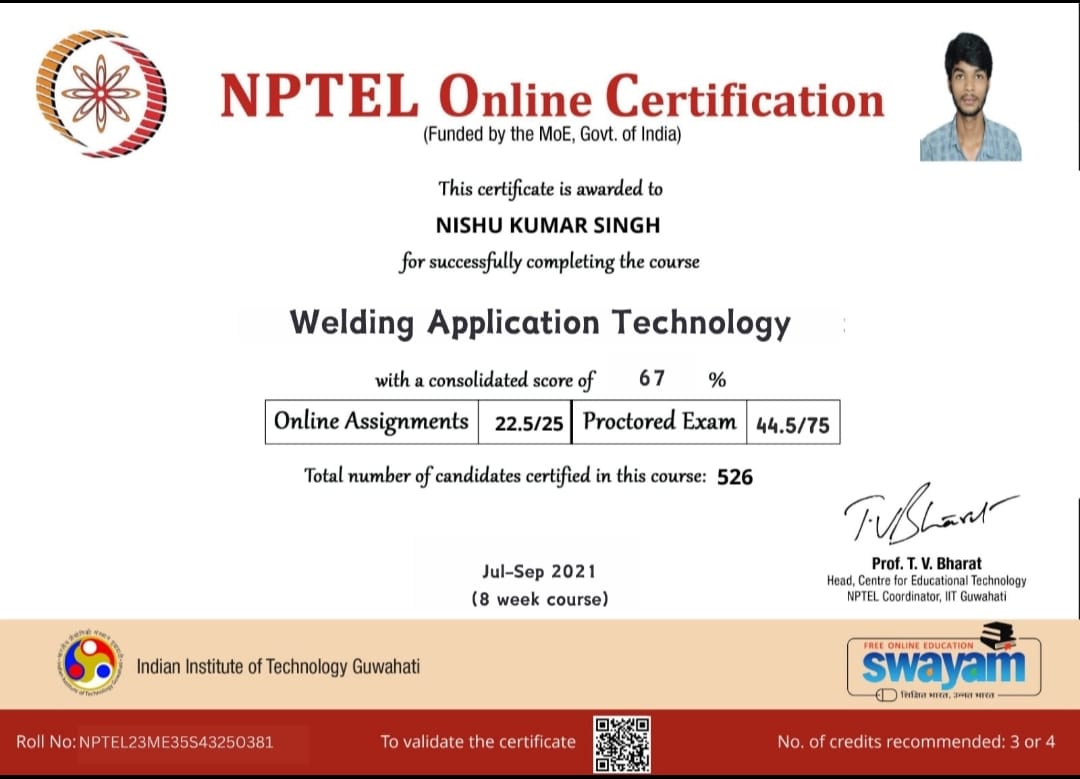 NPTEL Online Certification
(Funded by the MoE, Govt. of India)
This certificate is awarded to
NISHU KUMAR SINGH
for successfully completing the course
Welding Application Technology
with a consolidated score of 67 %
Online Assignments 22.5/25 Proctored Exam 44.5/75
Total number of candidates certified in this course: 526
T.V.Bharat
Prof. T. V. Bharat
Head, Centre for Educational Technology
NPTEL Coordinator, IIT Guwahati
Jul-Sep 2021
(8 week course)
Indian Institute of Technology Guwahati
FREE ONLINE EDUCATION
swayam
शिक्षित भारत, उन्नत भारत
Roll No: NPTEL23ME35S43250381
To validate the certificate
No. of credits recommended: 3 or 4